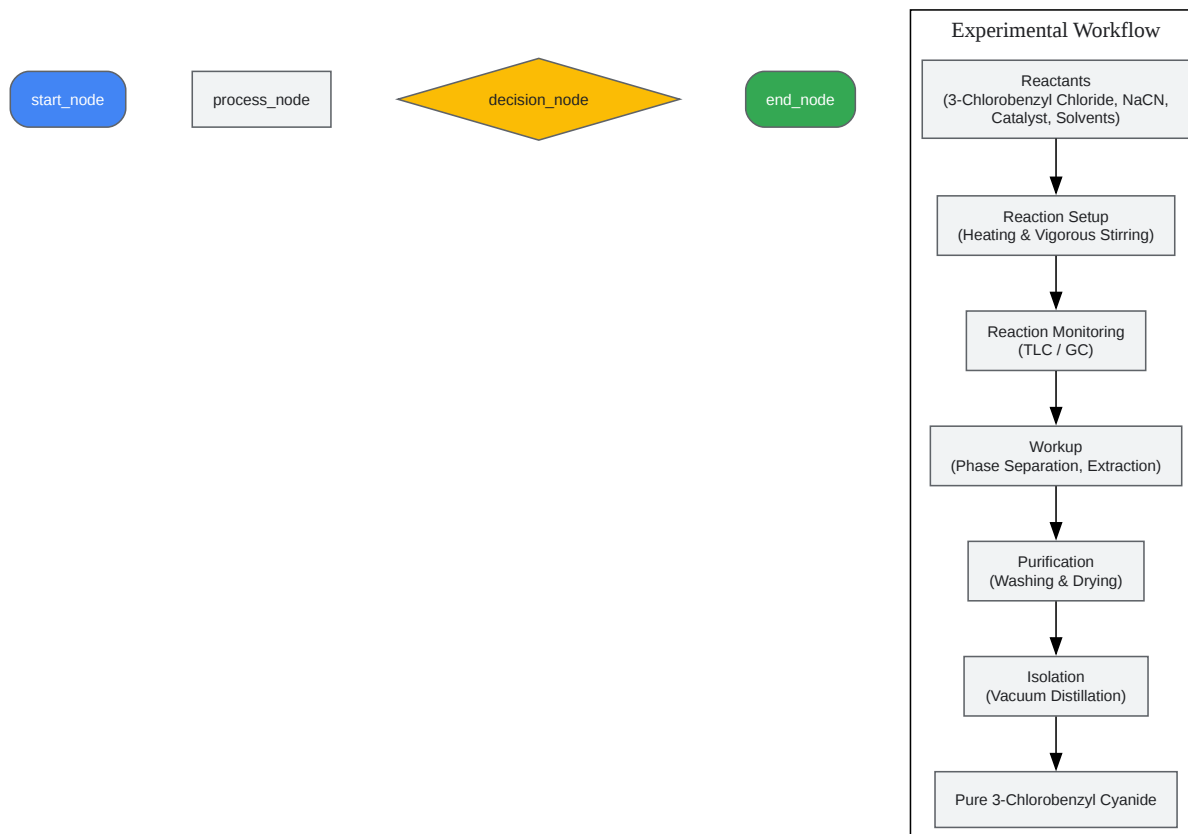 start_node
process_node
decision_node
end_node
Experimental Workflow
Reactants
(3-Chlorobenzyl Chloride, NaCN,
Catalyst, Solvents)
Reaction Setup
(Heating & Vigorous Stirring)
Reaction Monitoring
(TLC / GC)
Workup
(Phase Separation, Extraction)
Purification
(Washing & Drying)
Isolation
(Vacuum Distillation)
Pure 3-Chlorobenzyl Cyanide